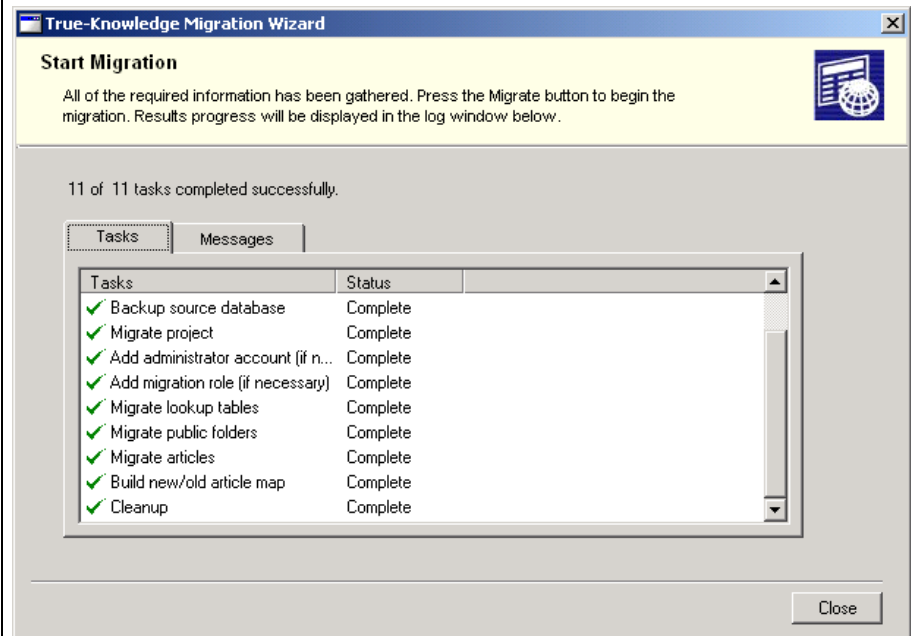 True-Knowledge Migration Wizard
Start Migration
All of the required information has been gathered. Press the Migrate button to begin the
migration. Results progress will be displayed in the log window below.
11 of 11 tasks completed successfully.
Tasks Messages
Tasks Status
Backup source database Complete
Migrate project Complete
Add administrator account (if n... Complete
Add migration role (if necessary) Complete
Migrate lookup tables Complete
Migrate public folders Complete
Migrate articles Complete
Build new/old article map Complete
Cleanup Complete
Close